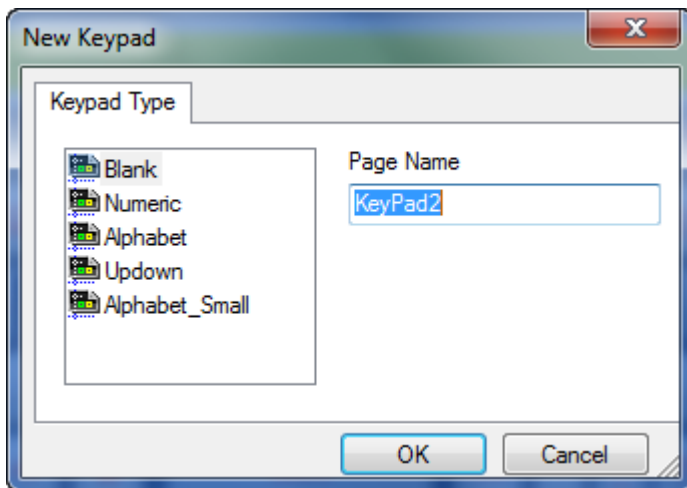 New Keypad
Keypad Type
Blank
Numeric
Alphabet
Updown
Alphabet_Small
Page Name
KeyPad2
OK
Cancel